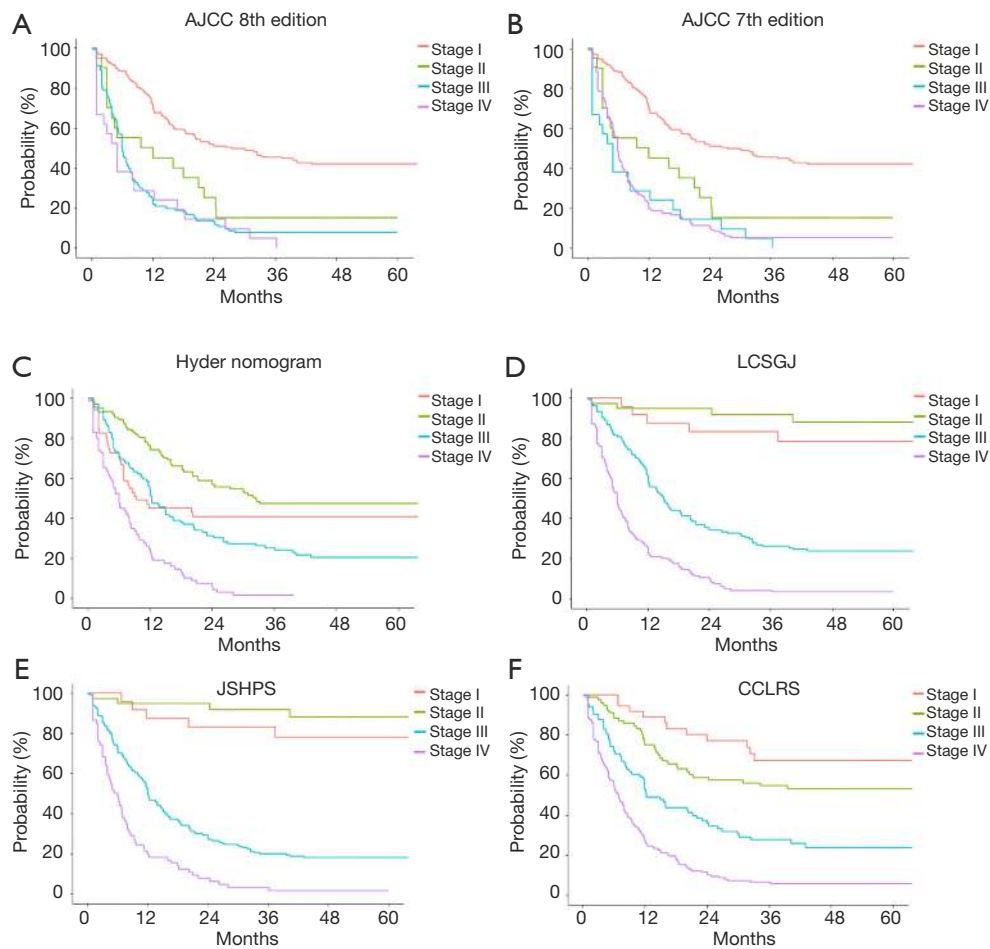 A
AJCC 8th edition
Probability (%)
100
80
60
40
20
0
0 12 24 36 48 60
Months
Stage I
Stage II
Stage III
Stage IV
B
AJCC 7th edition
Probability (%)
100
80
60
40
20
0
0 12 24 36 48 60
Months
Stage I
Stage II
Stage III
Stage IV
C
Hyder nomogram
Probability (%)
100
80
60
40
20
0
0 12 24 36 48 60
Months
Stage I
Stage II
Stage III
Stage IV
D
LCSGJ
Probability (%)
100
80
60
40
20
0
0 12 24 36 48 60
Months
Stage I
Stage II
Stage III
Stage IV
E
JSHPS
Probability (%)
100
80
60
40
20
0
0 12 24 36 48 60
Months
Stage I
Stage II
Stage III
Stage IV
F
CCLRS
Probability (%)
100
80
60
40
20
0
0 12 24 36 48 60
Months
Stage I
Stage II
Stage III
Stage IV